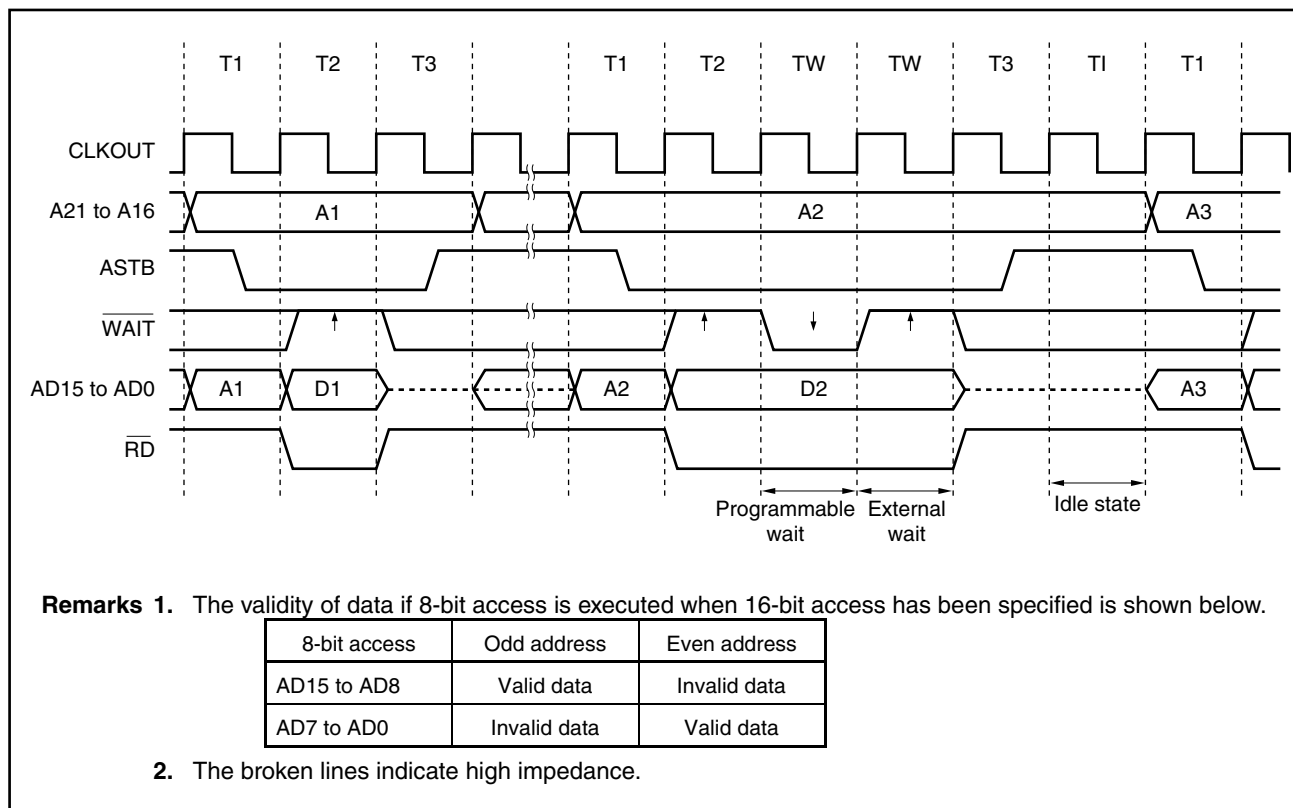 T1 T2 T3 T1 T2 TW TW T3 TI T1
CLKOUT
A21 to A16 A1 A2 A3
ASTB
WAIT
AD15 to AD0 A1 D1 A2 D2 A3
RD
Programmable wait
External wait
Idle state
Remarks 1. The validity of data if 8-bit access is executed when 16-bit access has been specified is shown below.
8-bit access Odd address Even address
AD15 to AD8 Valid data Invalid data
AD7 to AD0 Invalid data Valid data
2. The broken lines indicate high impedance.